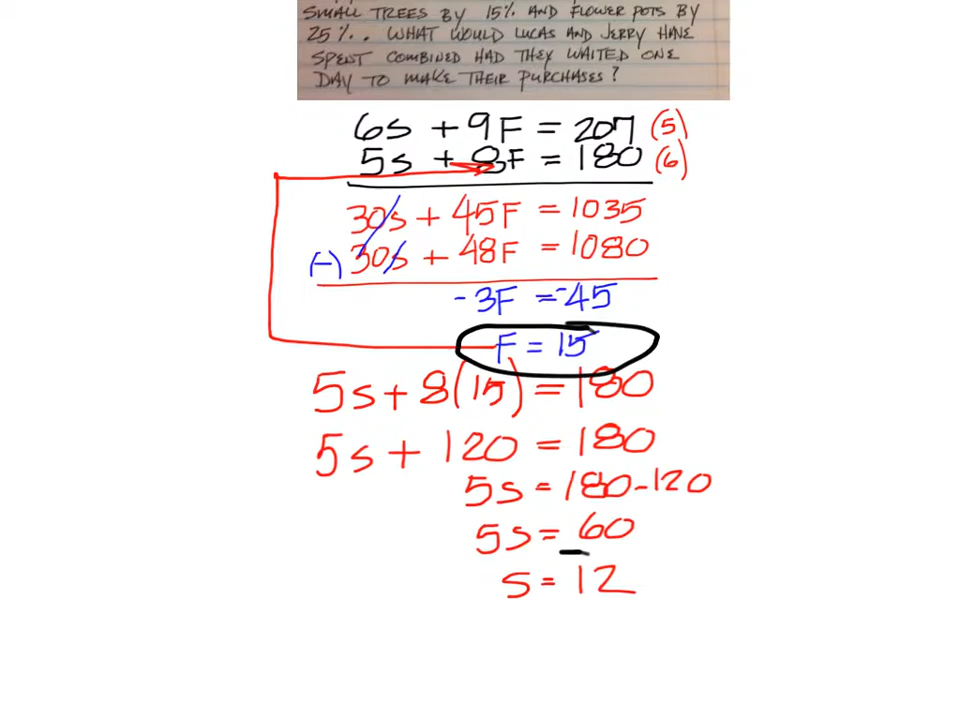 SMALL TREES BY 15% AND FLOWER POTS BY
25%. . WHAT WOULD LUCAS AND JERRY HAVE
SPENT COMBINED HAD THEY WAITED ONE
DAY TO MAKE THEIR PURCHASES?
6s + 9F = 207 (5)
5s + 8F = 180 (6)
30s + 45F = 1035
(-) 30s + 48F = 1080
-3F = -45
F = 15
5s + 8(15) = 180
5s + 120 = 180
5s = 180-120
5s = 60
s = 12